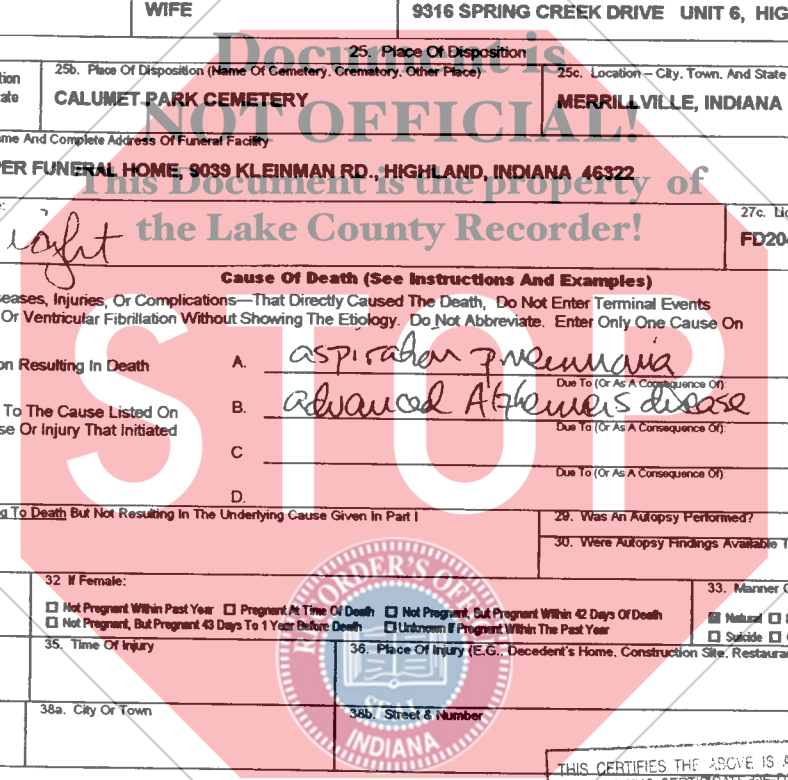 WIFE
9316 SPRING CREEK DRIVE UNIT 6, HIG
Document is
NOT OFFICIAL!
This Document is the property of
the Lake County Recorder!
STOP
25. Place Of Disposition
tion
ate
25b. Place Of Disposition (Name Of Cemetery, Crematory, Other Place)
CALUMET PARK CEMETERY
25c. Location – City, Town, And State
MERRILLVILLE, INDIANA
me And Complete Address Of Funeral Facility
ER FUNERAL HOME, 9039 KLEINMAN RD., HIGHLAND, INDIANA 46322
27c. Lic
FD204
Cause Of Death (See Instructions And Examples)
eases, Injuries, Or Complications—That Directly Caused The Death, Do Not Enter Terminal Events
Or Ventricular Fibrillation Without Showing The Etiology. Do Not Abbreviate. Enter Only One Cause On
on Resulting In Death
A. aspiration pneumonia
Due To (Or As A Consequence Of):
To The Cause Listed On
B. advanced Alzheimers disease
se Or Injury That Initiated
Due To (Or As A Consequence Of):
C
Due To (Or As A Consequence Of):
D.
g To Death But Not Resulting In The Underlying Cause Given In Part I
29. Was An Autopsy Performed?
30. Were Autopsy Findings Available T
32 If Female:
Not Pregnant Within Past Year Pregnant At Time Of Death Not Pregnant, But Pregnant Within 42 Days Of Death
Not Pregnant, But Pregnant 43 Days To 1 Year Before Death Unknown If Pregnant Within The Past Year
33. Manner O
Natural
Suicide
35. Time Of Injury
36. Place Of Injury (E.G., Decedent's Home, Construction Site, Restaura
38a. City Or Town
38b. Street & Number
RECORDER'S OFFICE
SEAL
INDIANA
THIS CERTIFIES THE ABOVE IS A